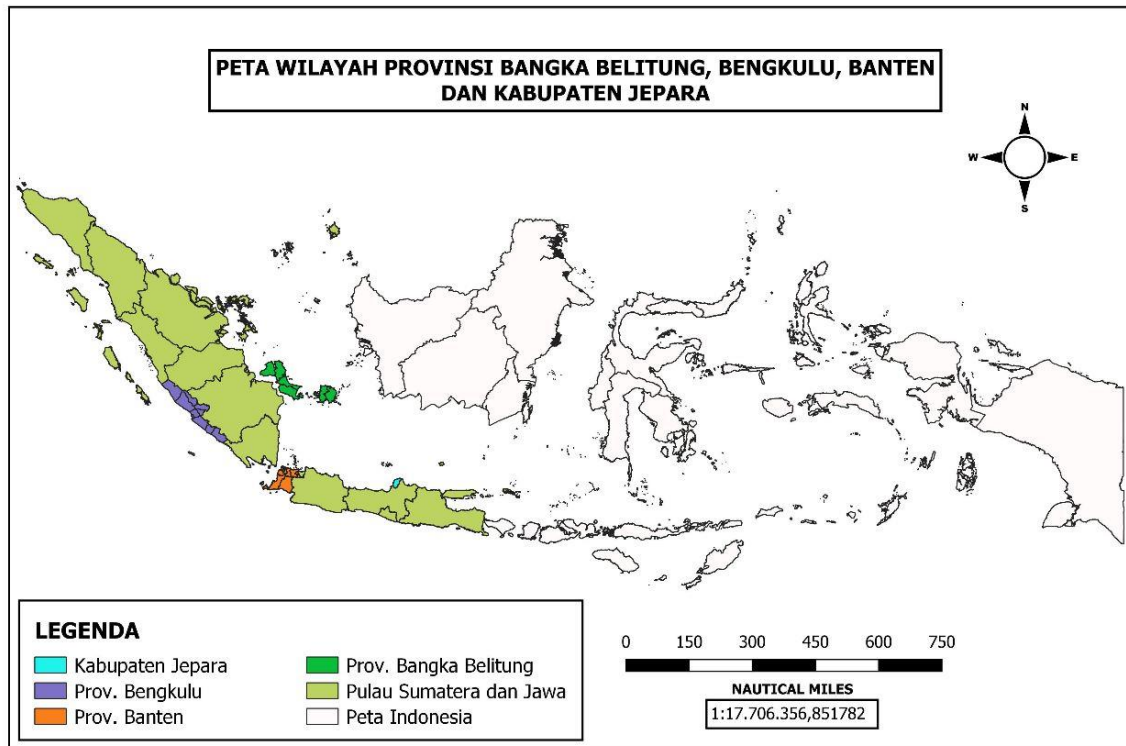 PETA WILAYAH PROVINSI BANGKA BELITUNG, BENGKULU, BANTEN
DAN KABUPATEN JEPARA
N
W E
S
LEGENDA
Kabupaten Jepara
Prov. Bengkulu
Prov. Banten
Prov. Bangka Belitung
Pulau Sumatera dan Jawa
Peta Indonesia
0 150 300 450 600 750
NAUTICAL MILES
1:17.706.356,851782